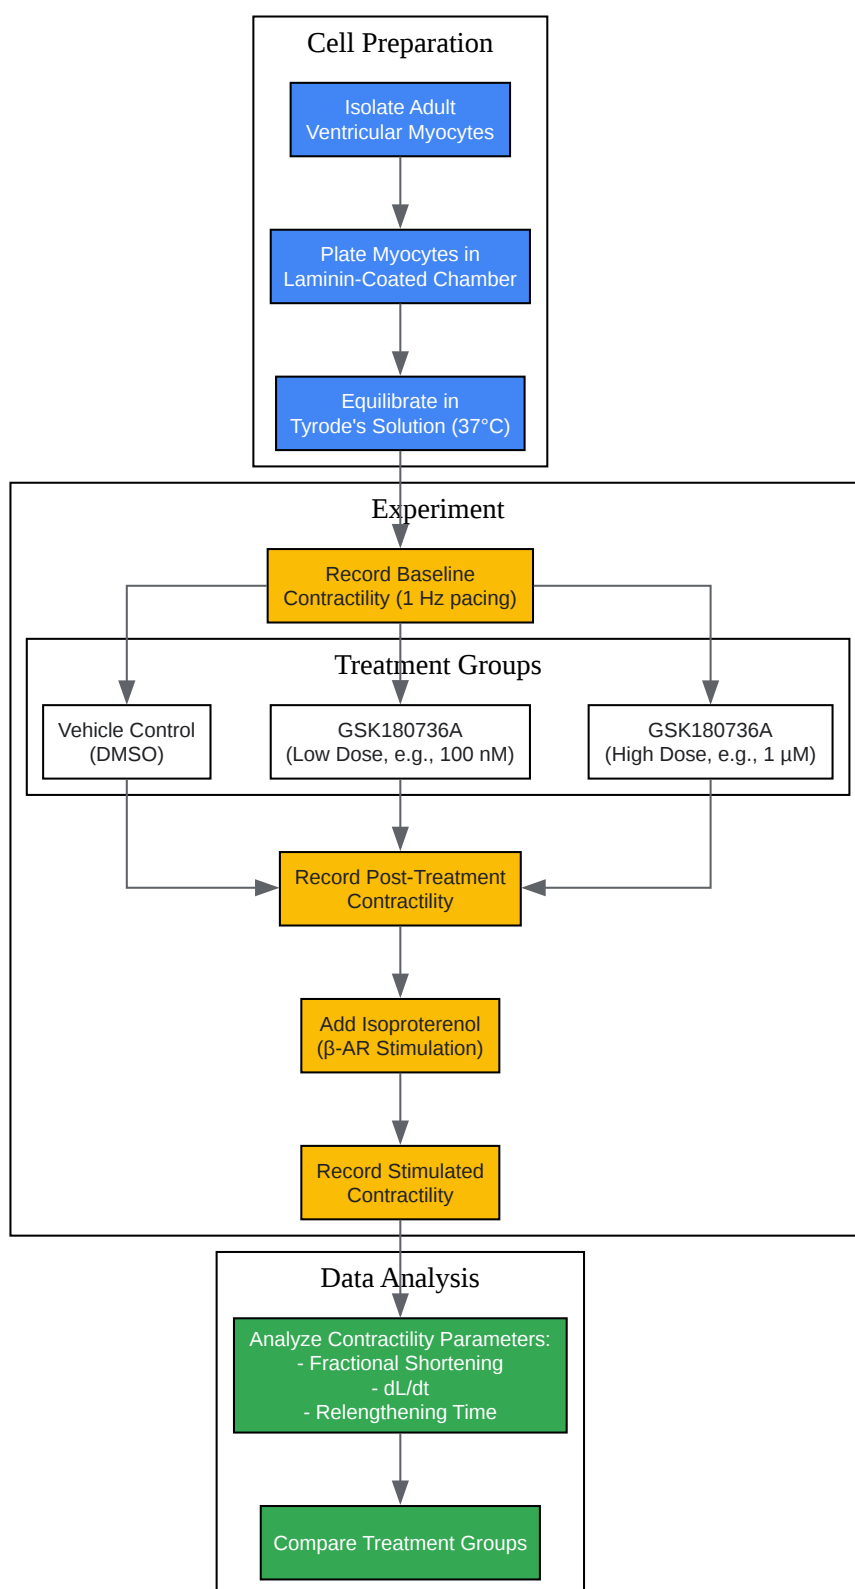 Cell Preparation
Isolate Adult
Ventricular Myocytes
Plate Myocytes in
Laminin-Coated Chamber
Equilibrate in
Tyrode's Solution (37°C)
Experiment
Record Baseline
Contractility (1 Hz pacing)
Treatment Groups
Vehicle Control
(DMSO)
GSK180736A
(Low Dose, e.g., 100 nM)
GSK180736A
(High Dose, e.g., 1 µM)
Record Post-Treatment
Contractility
Add Isoproterenol
(β-AR Stimulation)
Record Stimulated
Contractility
Data Analysis
Analyze Contractility Parameters:
- Fractional Shortening
- dL/dt
- Relengthening Time
Compare Treatment Groups